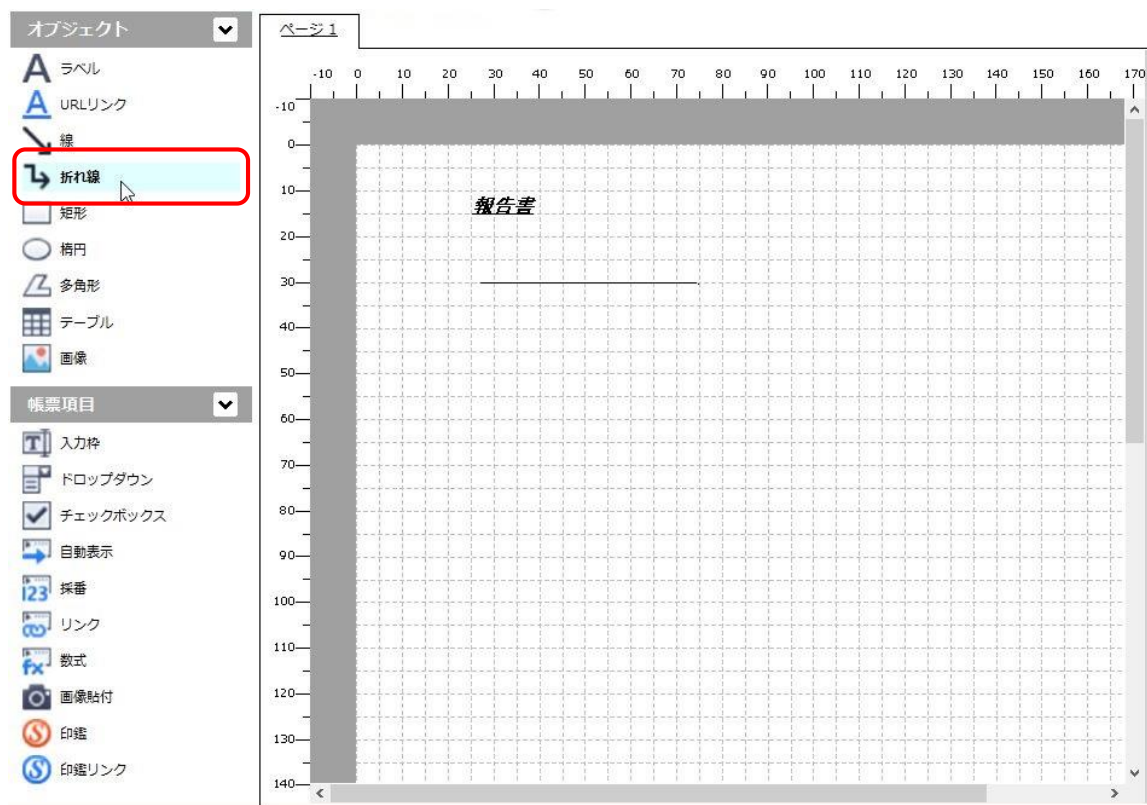 オブジェクト
ラベル
URLリンク
線
折れ線
矩形
楕円
多角形
テーブル
画像
帳票項目
入力枠
ドロップダウン
チェックボックス
自動表示
採番
リンク
数式
画像貼付
印鑑
印鑑リンク
ページ 1
-10 0 10 20 30 40 50 60 70 80 90 100 110 120 130 140 150 160 170
-10
0
10
報告書
20
30
40
50
60
70
80
90
100
110
120
130
140